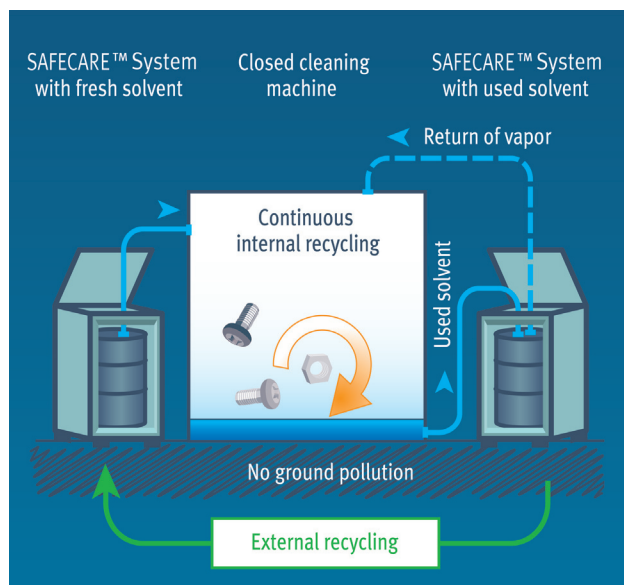 SAFECARE™ System
with fresh solvent
Closed cleaning
machine
SAFECARE™ System
with used solvent
Return of vapor
Continuous
internal recycling
Used solvent
No ground pollution
External recycling